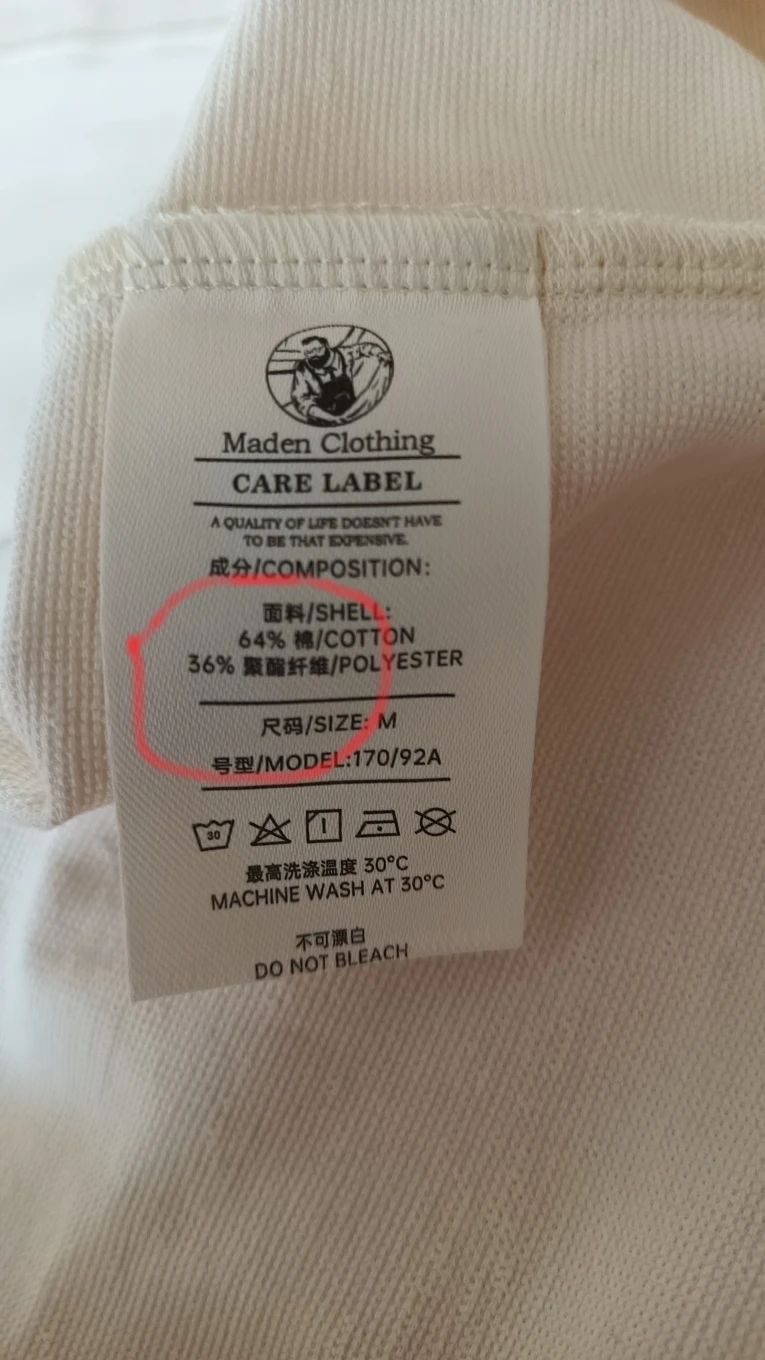 Maden Clothing
CARE LABEL
A QUALITY OF LIFE DOESN'T HAVE
TO BE THAT EXPENSIVE.
成分/COMPOSITION:
面料/SHELL:
64% 棉/COTTON
36% 聚酯纤维/POLYESTER
尺码/SIZE: M
号型/MODEL:170/92A
30
最高洗涤温度 30°C
MACHINE WASH AT 30°C
不可漂白
DO NOT BLEACH